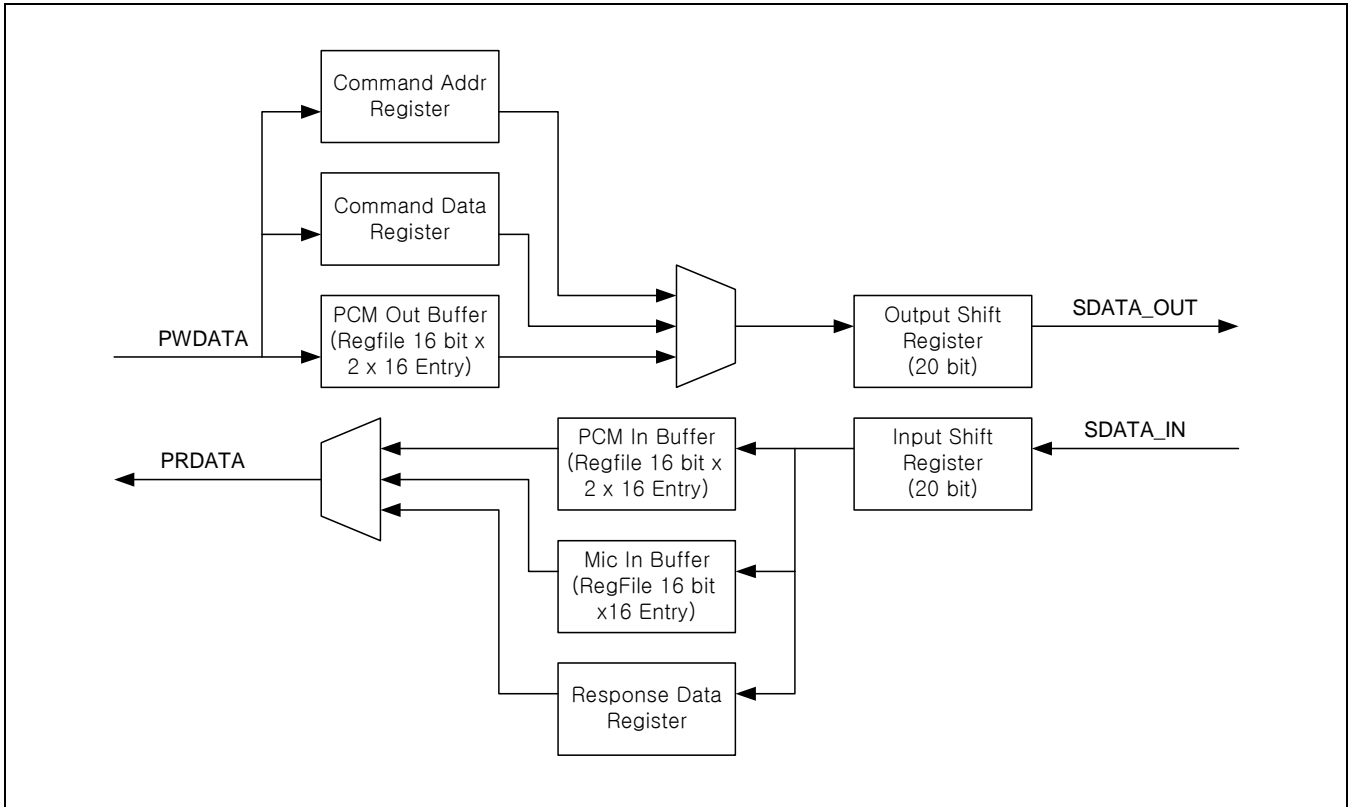 Command Addr
Register
Command Data
Register
PWDATA
PCM Out Buffer
(Regfile 16 bit x
2 x 16 Entry)
Output Shift
Register
(20 bit)
SDATA_OUT
PRDATA
PCM In Buffer
(Regfile 16 bit x
2 x 16 Entry)
Input Shift
Register
(20 bit)
SDATA_IN
Mic In Buffer
(RegFile 16 bit
x16 Entry)
Response Data
Register